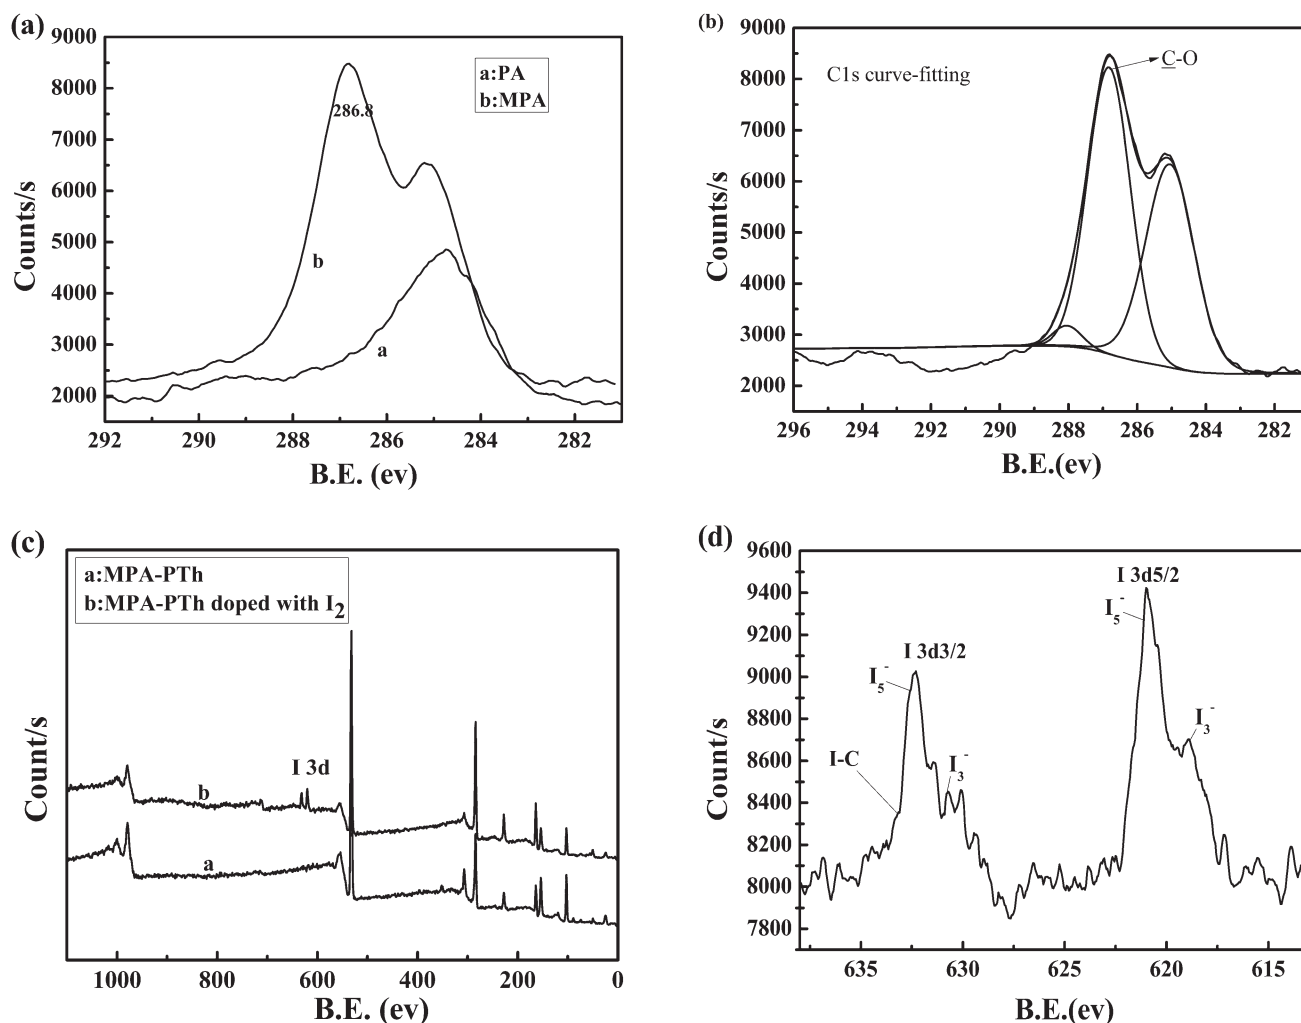 (a)
9000
8000
7000
6000
5000
4000
3000
2000
Counts/s
a:PA
b:MPA
286.8
b
a
292 290 288 286 284 282
B.E. (ev)
(b)
9000
8000
7000
6000
5000
4000
3000
2000
Counts/s
C1s curve-fitting
C-O
296 294 292 290 288 286 284 282
B.E.(ev)
(c)
Count/s
a:MPA-PTh
b:MPA-PTh doped with I2
I 3d
b
a
1000 800 600 400 200 0
B.E. (ev)
(d)
9600
9400
9200
9000
8800
8600
8400
8200
8000
7800
Count/s
I 3d5/2
I5-
I 3d3/2
I5-
I3-
I-C
I3-
635 630 625 620 615
B.E.(ev)